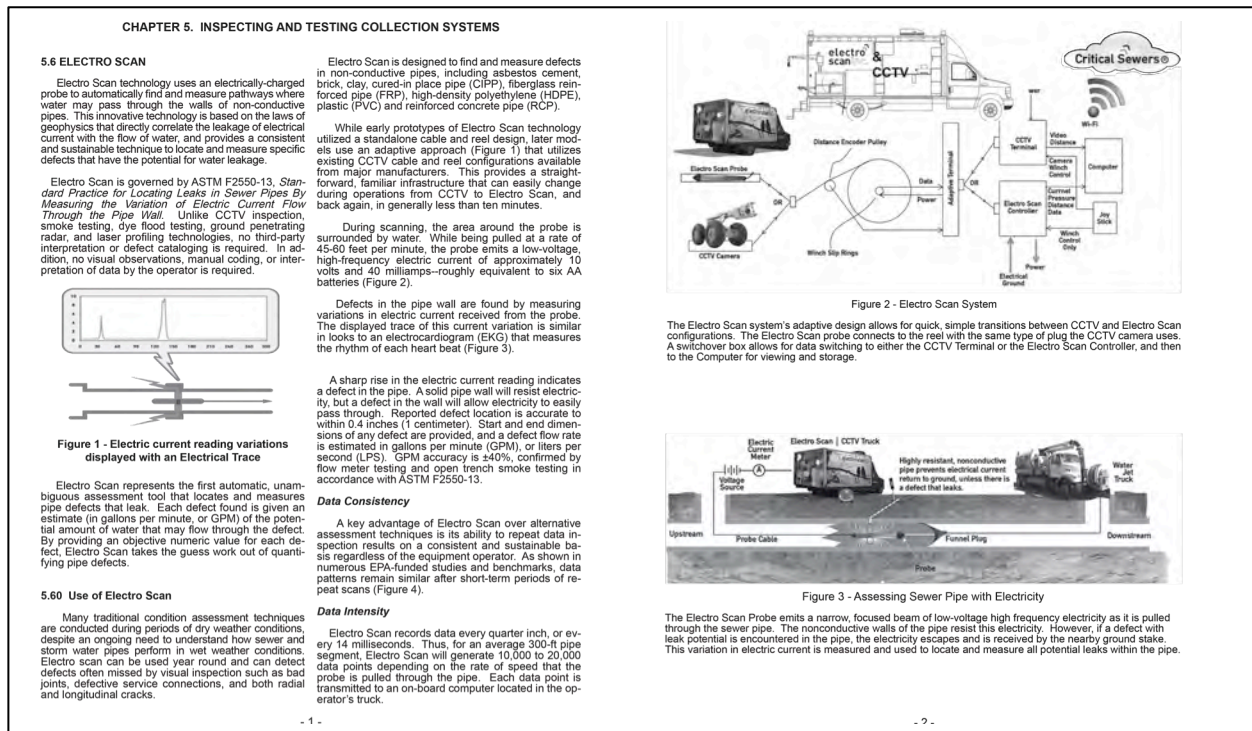 CHAPTER 5. INSPECTING AND TESTING COLLECTION SYSTEMS
5.6 ELECTRO SCAN
Electro Scan technology uses an electrically-charged
probe to automatically find and measure pathways where
water may pass through the walls of non-conductive
pipes. This innovative technology is based on the laws of
geophysics that directly correlate the leakage of electrical
current with the flow of water, and provides a consistent
and sustainable technique to locate and measure specific
defects that have the potential for water leakage.
Electro Scan is governed by ASTM F2550-13, Stan-
dard Practice for Locating Leaks in Sewer Pipes By
Measuring the Variation of Electric Current Flow
Through the Pipe Wall. Unlike CCTV inspection,
smoke testing, dye flood testing, ground penetrating
radar, and laser profiling technologies, no third-party
interpretation or defect cataloging is required. In ad-
dition, no visual observations, manual coding, or inter-
pretation of data by the operator is required.
10
8
6
4
2
0
0 30 60 90 120 150 180 210 240 270 300
Figure 1 - Electric current reading variations
displayed with an Electrical Trace
Electro Scan represents the first automatic, unam-
biguous assessment tool that locates and measures
pipe defects that leak. Each defect found is given an
estimate (in gallons per minute, or GPM) of the poten-
tial amount of water that may flow through the defect.
By providing an objective numeric value for each de-
fect, Electro Scan takes the guess work out of quanti-
fying pipe defects.
5.60 Use of Electro Scan
Many traditional condition assessment techniques
are conducted during periods of dry weather conditions,
despite an ongoing need to understand how sewer and
storm water pipes perform in wet weather conditions.
Electro scan can be used year round and can detect
defects often missed by visual inspection such as bad
joints, defective service connections, and both radial
and longitudinal cracks.
Electro Scan is designed to find and measure defects
in non-conductive pipes, including asbestos cement,
brick, clay, cured-in place pipe (CIPP), fiberglass rein-
forced pipe (FRP), high-density polyethylene (HDPE),
plastic (PVC) and reinforced concrete pipe (RCP).
While early prototypes of Electro Scan technology
utilized a standalone cable and reel design, later mod-
els use an adaptive approach (Figure 1) that utilizes
existing CCTV cable and reel configurations available
from major manufacturers. This provides a straight-
forward, familiar infrastructure that can easily change
during operations from CCTV to Electro Scan, and
back again, in generally less than ten minutes.
During scanning, the area around the probe is
surrounded by water. While being pulled at a rate of
45-60 feet per minute, the probe emits a low-voltage,
high-frequency electric current of approximately 10
volts and 40 milliamps--roughly equivalent to six AA
batteries (Figure 2).
Defects in the pipe wall are found by measuring
variations in electric current received from the probe.
The displayed trace of this current variation is similar
in looks to an electrocardiogram (EKG) that measures
the rhythm of each heart beat (Figure 3).
A sharp rise in the electric current reading indicates
a defect in the pipe. A solid pipe wall will resist electric-
ity, but a defect in the wall will allow electricity to easily
pass through. Reported defect location is accurate to
within 0.4 inches (1 centimeter). Start and end dimen-
sions of any defect are provided, and a defect flow rate
is estimated in gallons per minute (GPM), or liters per
second (LPS). GPM accuracy is ±40%, confirmed by
flow meter testing and open trench smoke testing in
accordance with ASTM F2550-13.
Data Consistency
A key advantage of Electro Scan over alternative
assessment techniques is its ability to repeat data in-
spection results on a consistent and sustainable ba-
sis regardless of the equipment operator. As shown in
numerous EPA-funded studies and benchmarks, data
patterns remain similar after short-term periods of re-
peat scans (Figure 4).
Data Intensity
Electro Scan records data every quarter inch, or ev-
ery 14 milliseconds. Thus, for an average 300-ft pipe
segment, Electro Scan will generate 10,000 to 20,000
data points depending on the rate of speed that the
probe is pulled through the pipe. Each data point is
transmitted to an on-board computer located in the op-
erator's truck.
- 1 -
electro
scan
&
CCTV
Critical Sewers®
Wi-Fi
Electro Scan Probe
OR
CCTV Camera
Distance Encoder Pulley
Winch Slip Rings
Data
Power
Adaptive Terminal
OR
CCTV
Terminal
Video
Distance
Camera
Winch
Control
Computer
Electro Scan
Controller
Currnet
Pressure
Distance
Data
Joy
Stick
Winch
Control
Only
Power
Electrical
Ground
Figure 2 - Electro Scan System
The Electro Scan system's adaptive design allows for quick, simple transitions between CCTV and Electro Scan
configurations. The Electro Scan probe connects to the reel with the same type of plug the CCTV camera uses.
A switchover box allows for data switching to either the CCTV Terminal or the Electro Scan Controller, and then
to the Computer for viewing and storage.
Electric
Current
Meter
A
Voltage
Source
Electro Scan | CCTV Truck
Highly resistant, nonconductive
pipe prevents electrical current
return to ground, unless there is
a defect that leaks.
Water
Jet
Truck
Upstream
Probe Cable
Funnel Plug
Downstream
Probe
Figure 3 - Assessing Sewer Pipe with Electricity
The Electro Scan Probe emits a narrow, focused beam of low-voltage high frequency electricity as it is pulled
through the sewer pipe. The nonconductive walls of the pipe resist this electricity. However, if a defect with
leak potential is encountered in the pipe, the electricity escapes and is received by the nearby ground stake.
This variation in electric current is measured and used to locate and measure all potential leaks within the pipe.
- 2 -